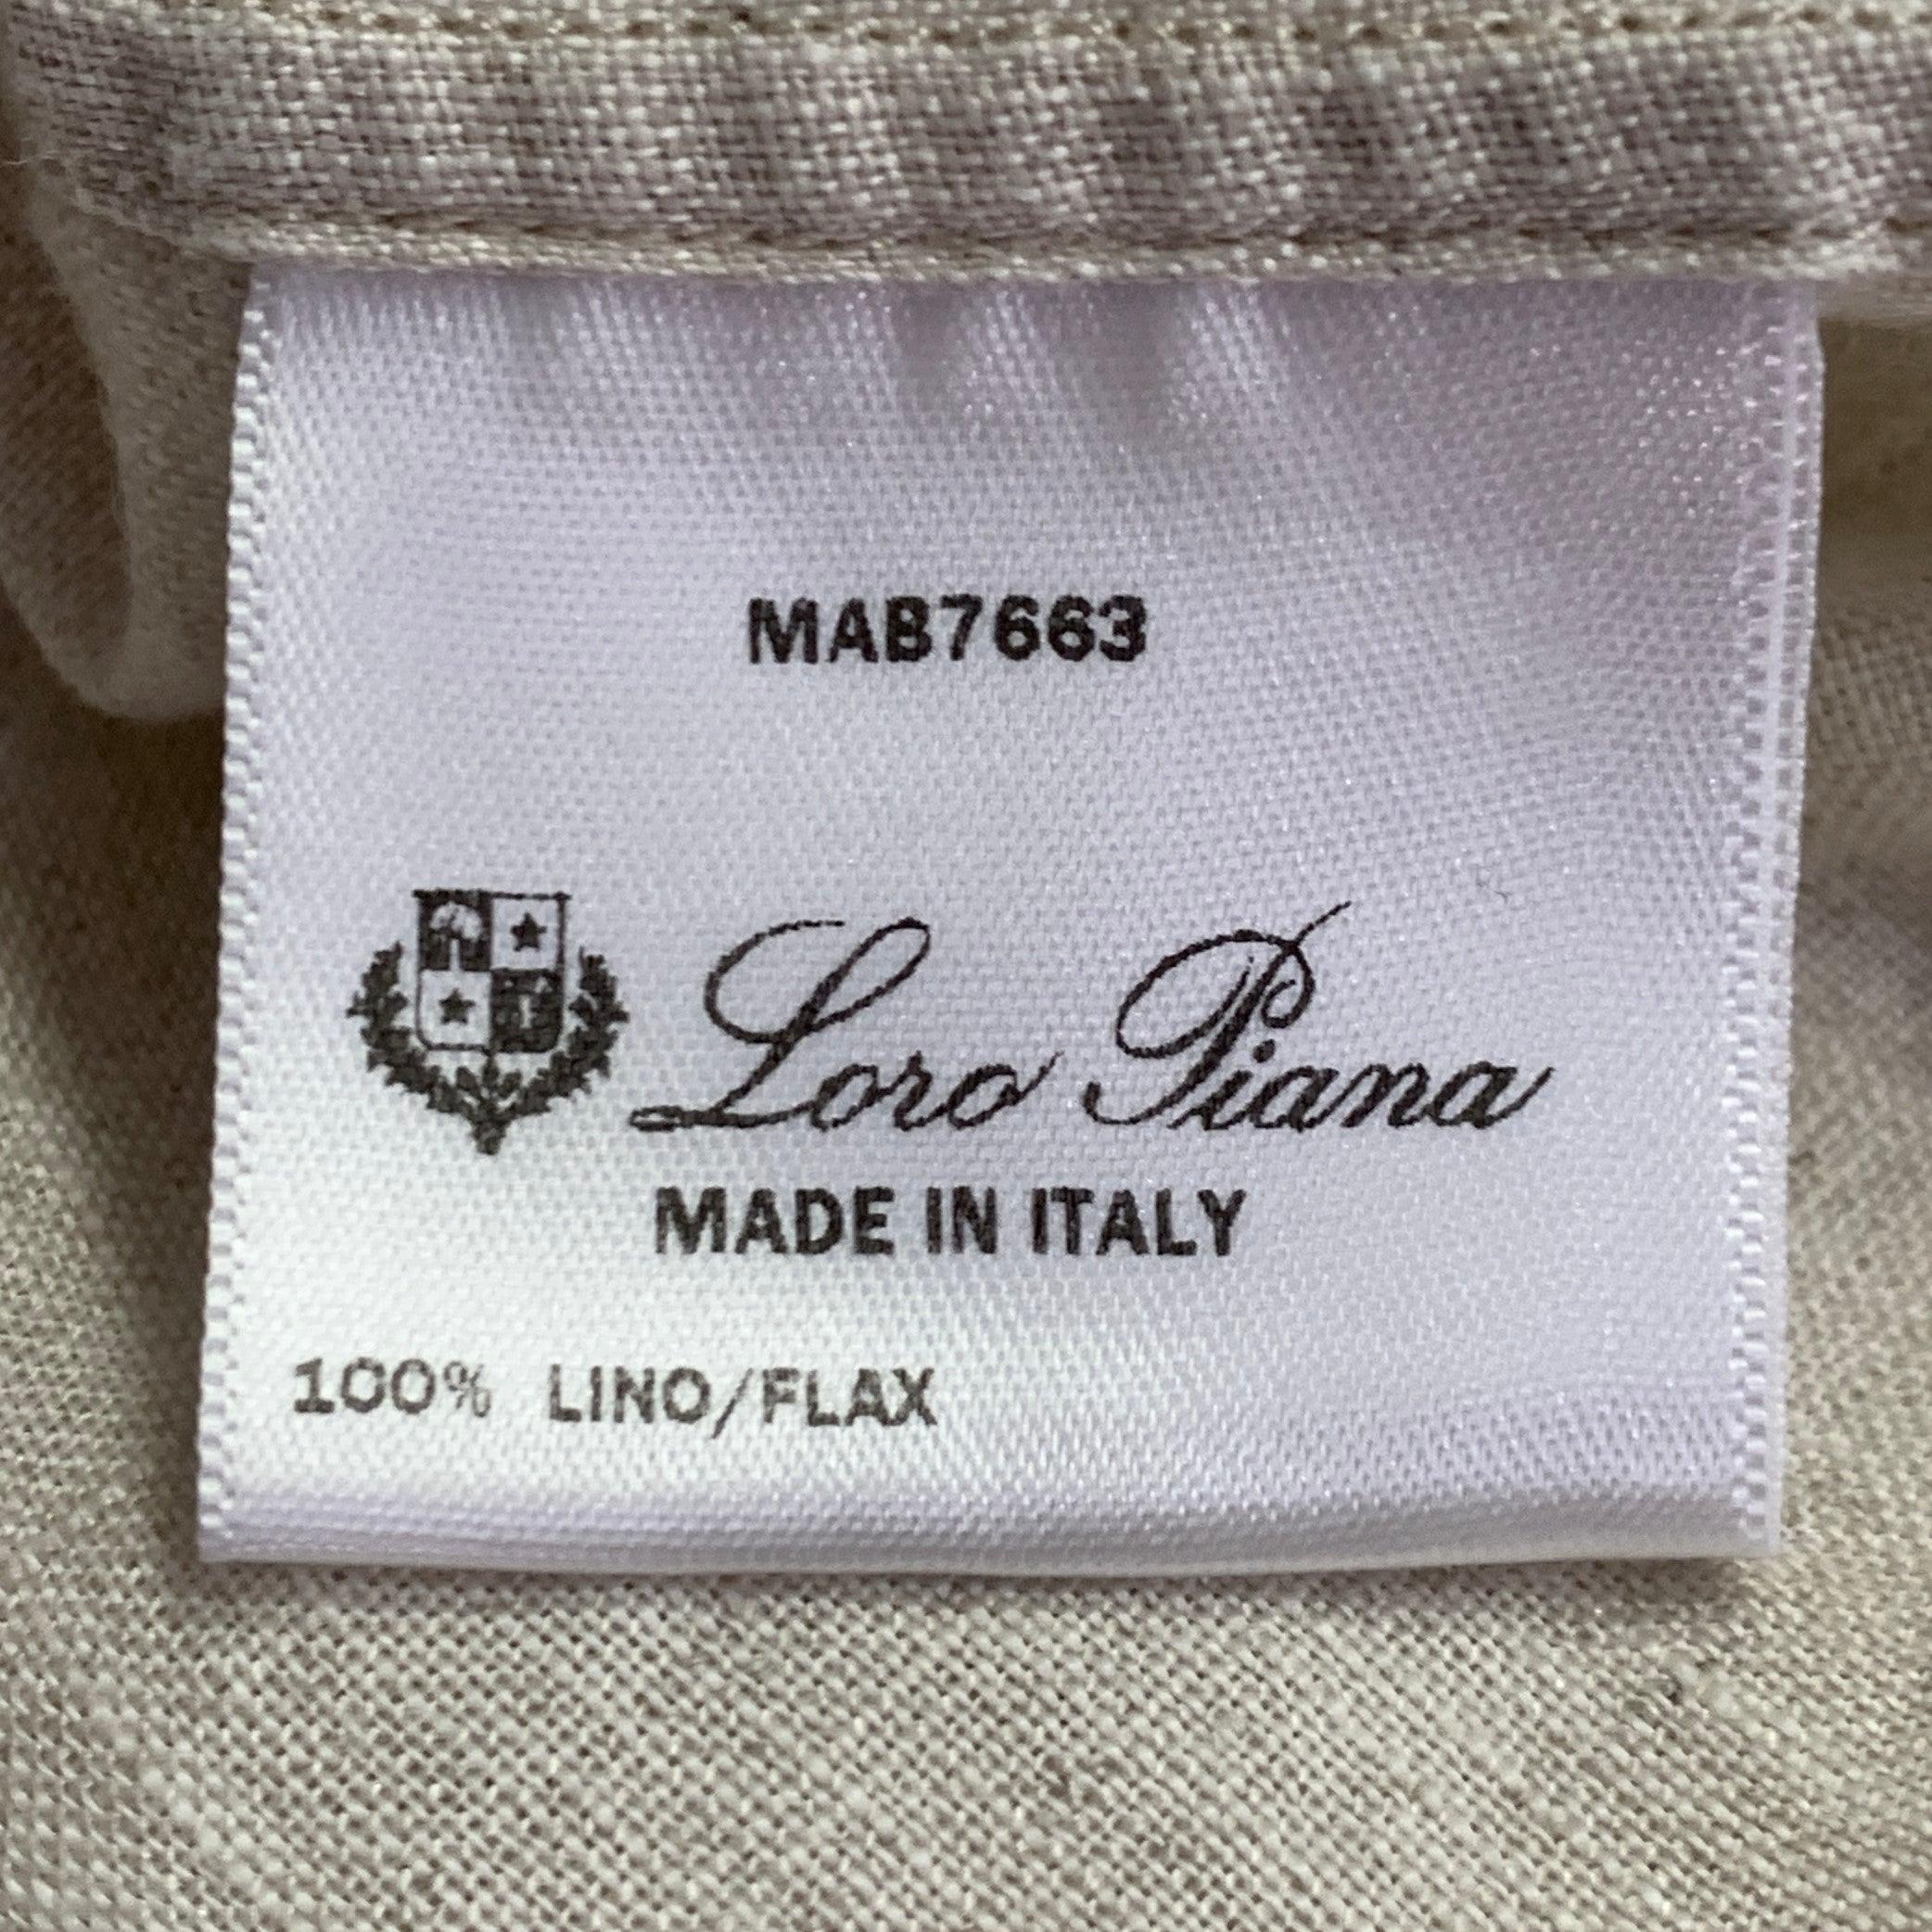 MAB7663
Loro Piana
MADE IN ITALY
100% LINO/FLAX